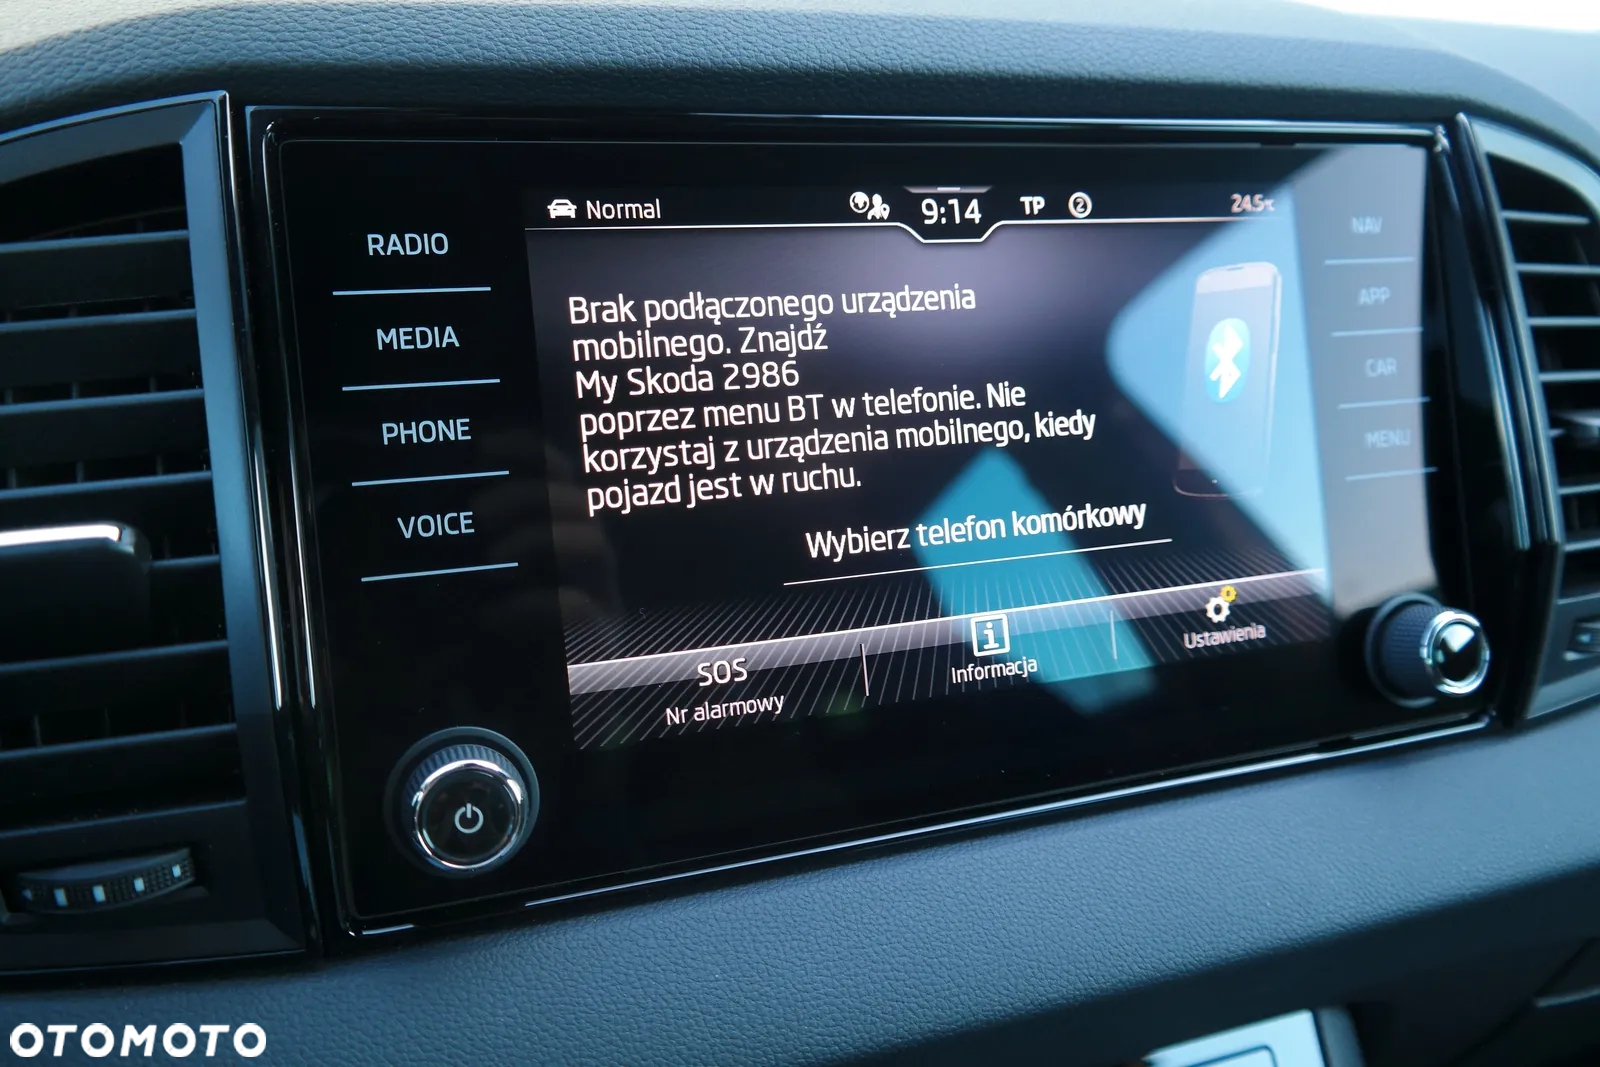 Normal
9:14
TP
2
24.5°C
RADIO
MEDIA
PHONE
VOICE
NAV
APP
CAR
MENU
Brak podłączonego urządzenia
mobilnego. Znajdź
My Skoda 2986
poprzez menu BT w telefonie. Nie
korzystaj z urządzenia mobilnego, kiedy
pojazd jest w ruchu.
Wybierz telefon komórkowy
SOS
Nr alarmowy
i
Informacja
Ustawienia
OTOMOTO